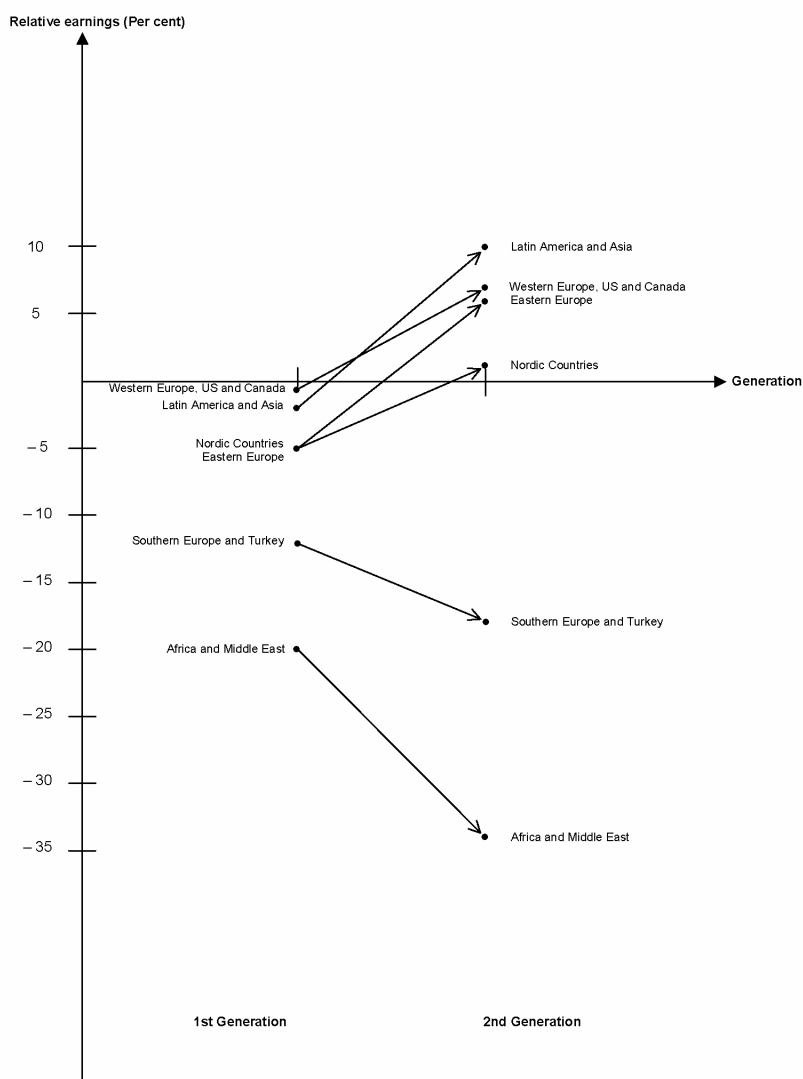 Relative earnings (Per cent)
10
Latin America and Asia
Western Europe, US and Canada
Eastern Europe
5
Nordic Countries
Generation
Western Europe, US and Canada
Latin America and Asia
Nordic Countries
– 5
Eastern Europe
– 10
Southern Europe and Turkey
– 15
Southern Europe and Turkey
– 20
Africa and Middle East
– 25
– 30
Africa and Middle East
– 35
1st Generation
2nd Generation